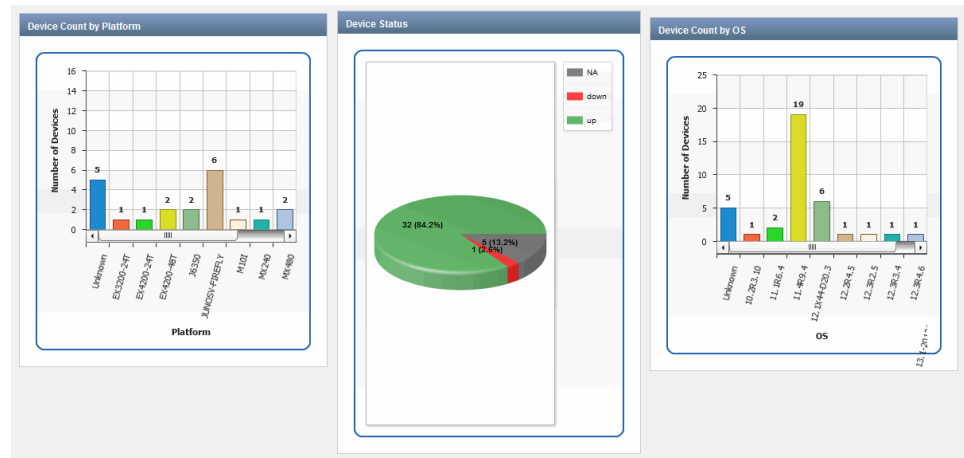 Device Count by Platform
Number of Devices
16
14
12
10
8
6
4
2
0
5
1
1
2
2
6
1
1
2
Unknown
EX3200-24T
EX4200-24T
EX4200-48T
J6350
JUNOSV-FIREFLY
M10I
MX240
MX480
Platform
Device Status
NA
down
up
32 (84.2%)
5 (13.2%)
1 (2.6%)
Device Count by OS
Number of Devices
25
20
15
10
5
0
5
1
2
19
6
1
1
1
1
Unknown
10.2R3.10
11.1R6.4
11.4R9.4
12.1X44-D20.3
12.2R4.5
12.3R2.5
12.3R3.4
12.3R4.6
OS